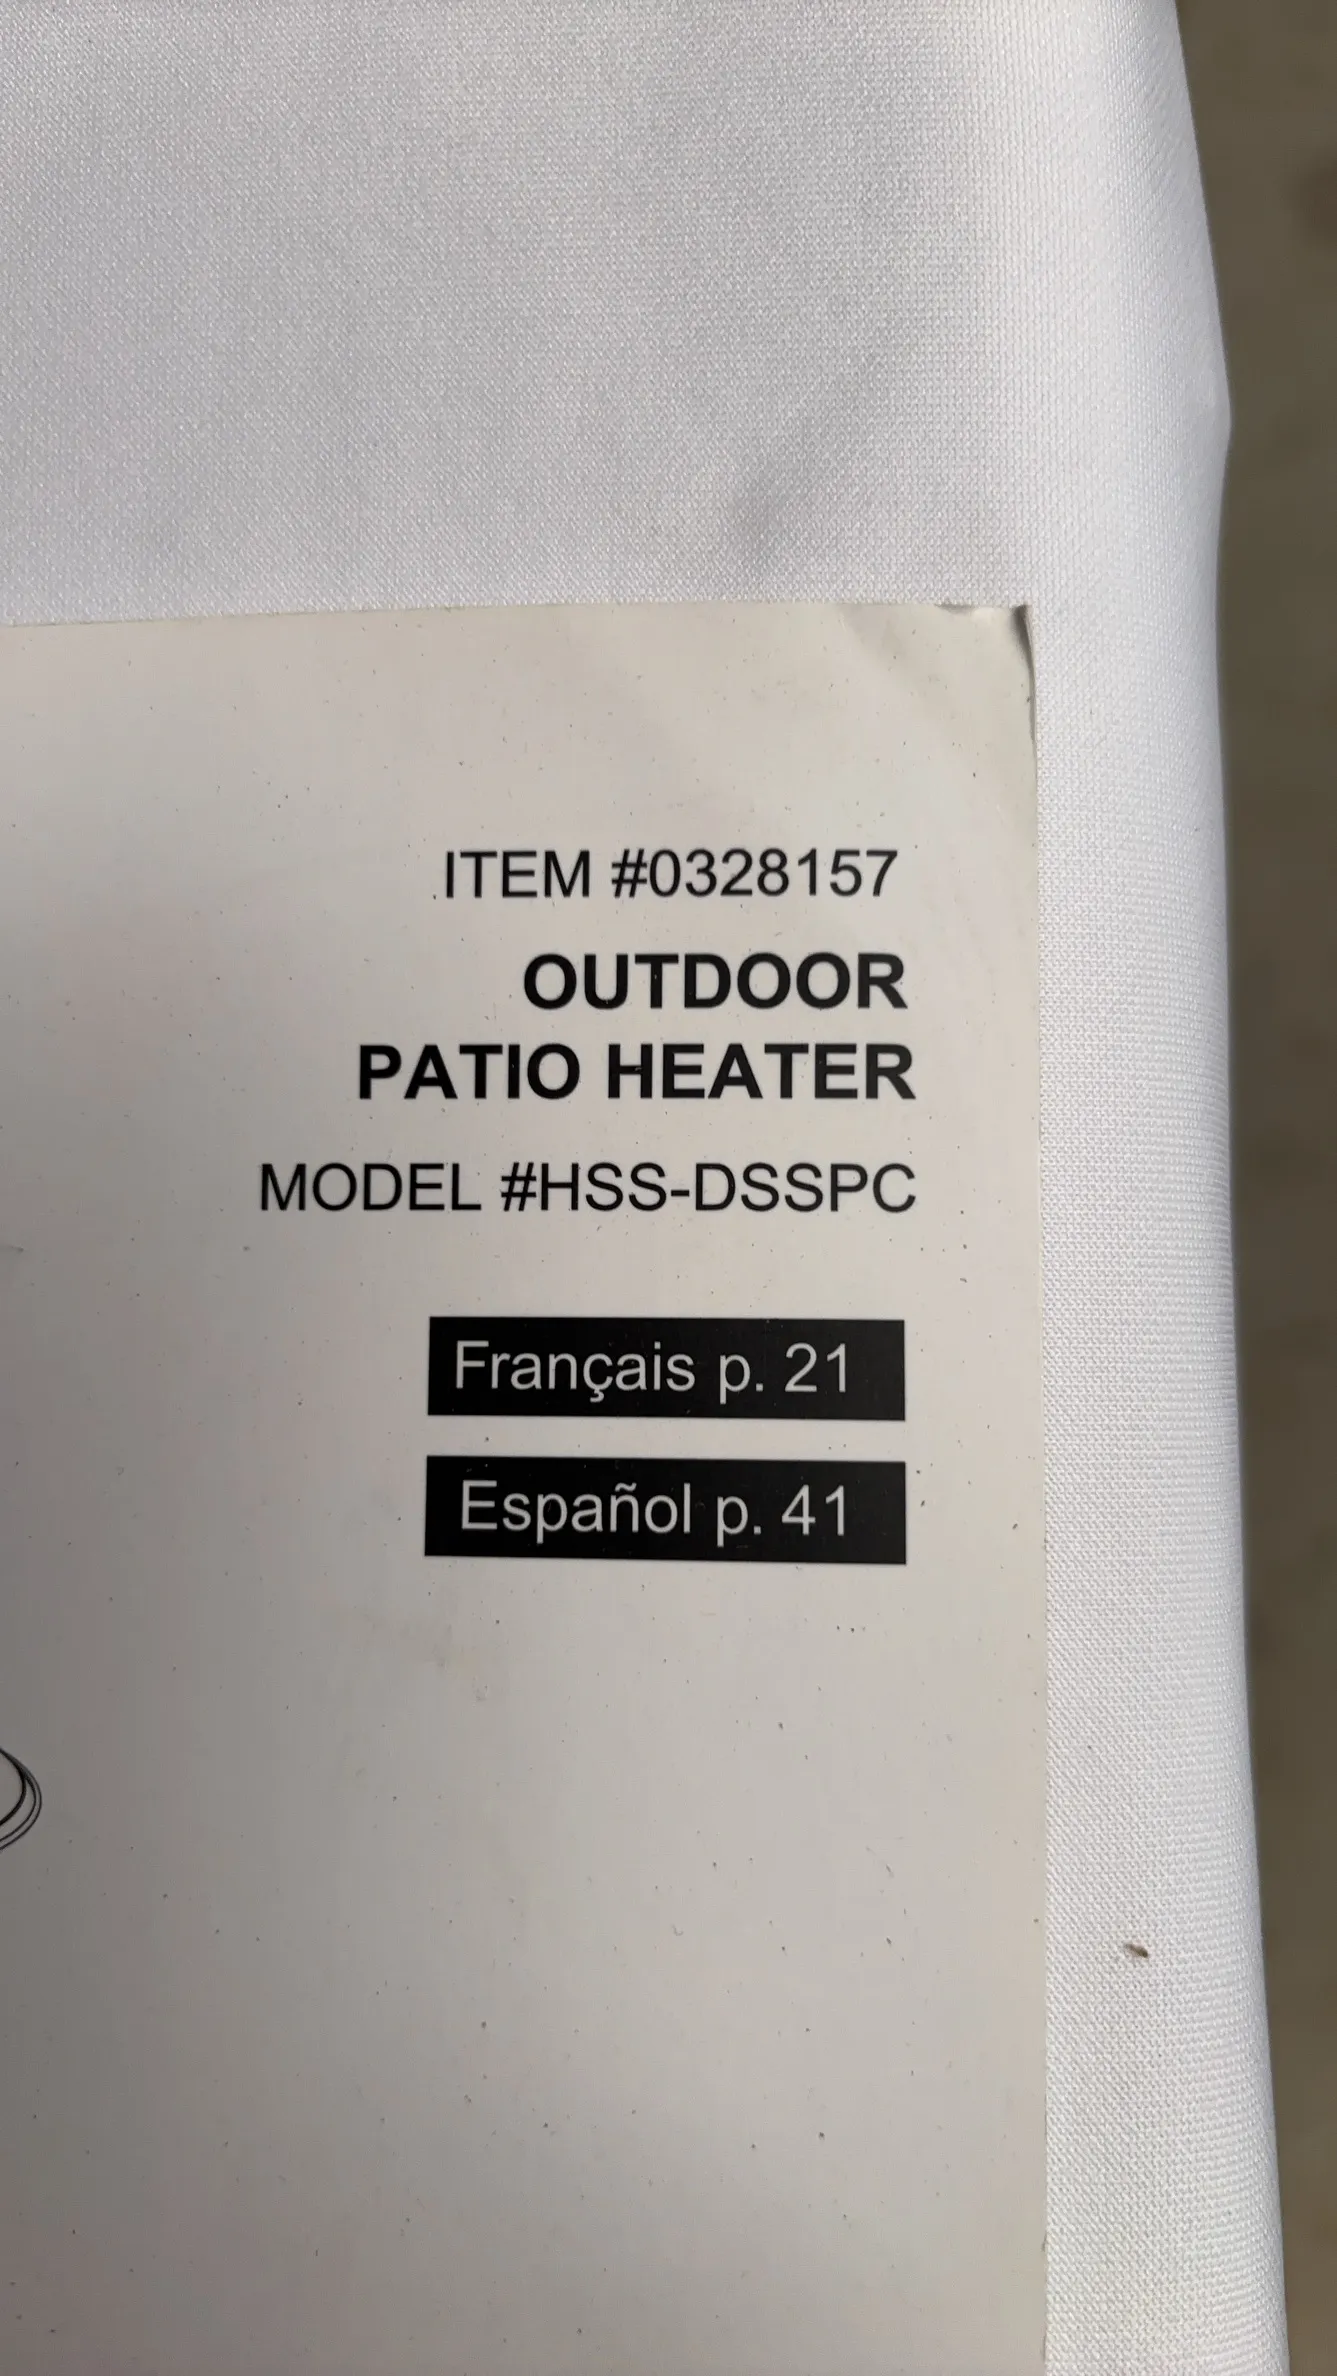 ITEM #0328157
OUTDOOR
PATIO HEATER
MODEL #HSS-DSSPC
Français p. 21
Español p. 41